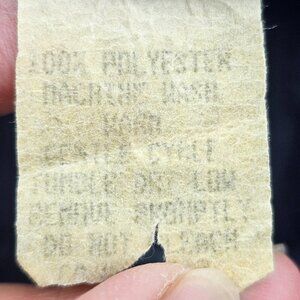 100% POLYESTER
MACHINE WASH
WARM
GENTLE CYCLE
TUMBLE DRY LOW
REMOVE PROMPTLY
DO NOT BLEACH